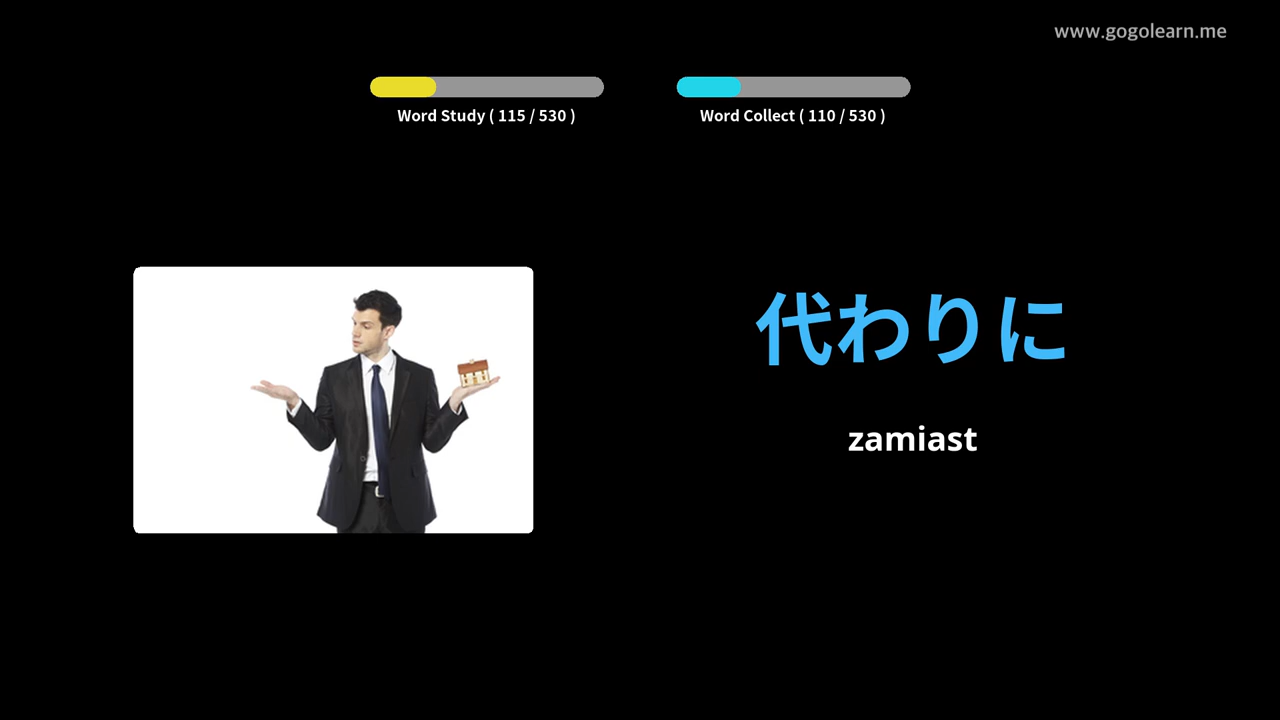 www.gogolearn.me
Word Study ( 115 / 530 )
Word Collect ( 110 / 530 )
代わりに
zamiast